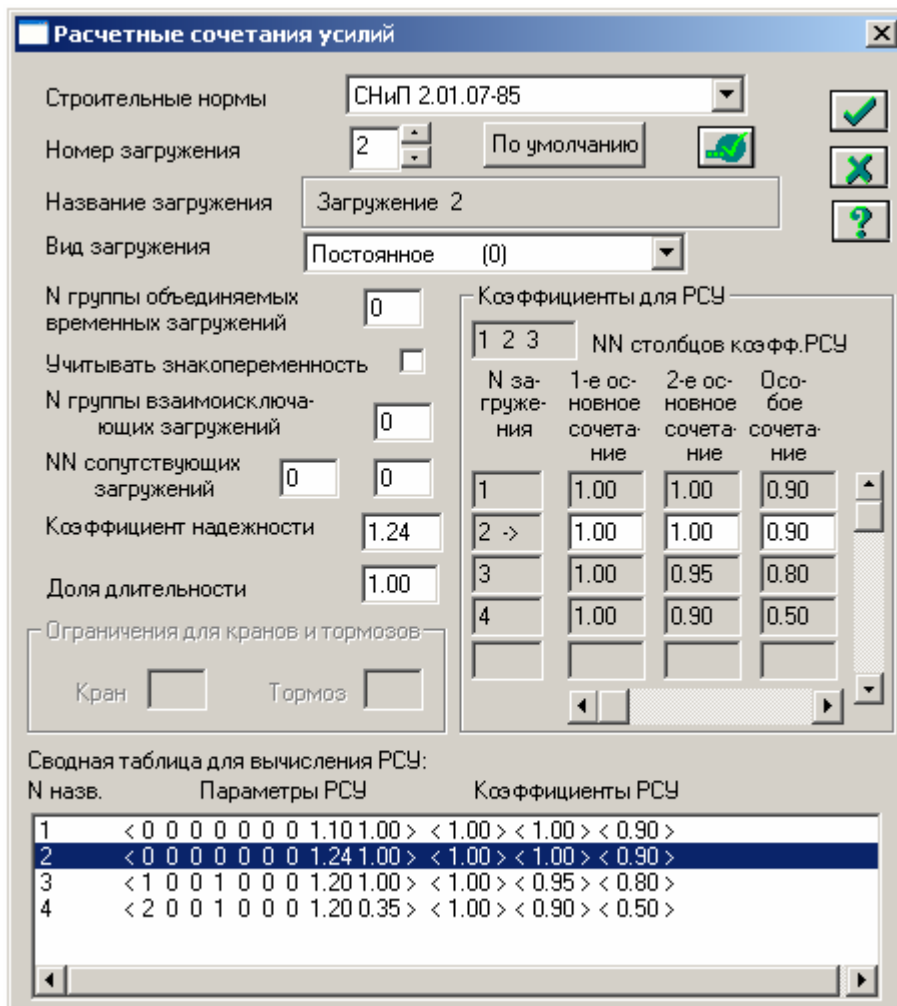 Расчетные сочетания усилий
Строительные нормы СНиП 2.01.07-85
Номер загружения 2 По умолчанию
Название загружения Загружение 2
Вид загружения Постоянное (0)
N группы объединяемых
временных загружений 0
Учитывать знакопеременность
N группы взаимоисключа-
ющих загружений 0
NN сопутствующих
загружений 0 0
Коэффициент надежности 1.24
Доля длительности 1.00
Ограничения для кранов и тормозов
Кран Тормоз
Коэффициенты для РСУ
1 2 3 NN столбцов коэфф.РСУ
N за- 1-е ос- 2-е ос- Осо-
груже- новное новное бое
ния сочета- сочета- сочета-
ние ние ние
1 1.00 1.00 0.90
2 -> 1.00 1.00 0.90
3 1.00 0.95 0.80
4 1.00 0.90 0.50
Сводная таблица для вычисления РСУ:
N назв. Параметры РСУ Коэффициенты РСУ
1 < 0 0 0 0 0 0 0 1.10 1.00 > < 1.00 > < 1.00 > < 0.90 >
2 < 0 0 0 0 0 0 0 1.24 1.00 > < 1.00 > < 1.00 > < 0.90 >
3 < 1 0 0 1 0 0 0 1.20 1.00 > < 1.00 > < 0.95 > < 0.80 >
4 < 2 0 0 1 0 0 0 1.20 0.35 > < 1.00 > < 0.90 > < 0.50 >